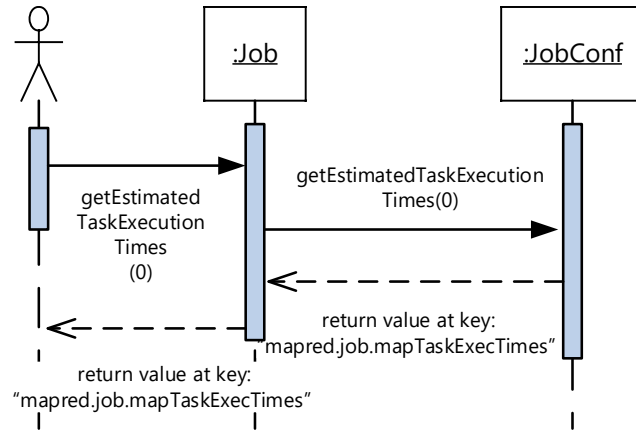 :Job
:JobConf
getEstimated
TaskExecution
Times
(0)
getEstimatedTaskExecution
Times(0)
return value at key:
"mapred.job.mapTaskExecTimes”
return value at key:
“mapred.job.mapTaskExecTimes”